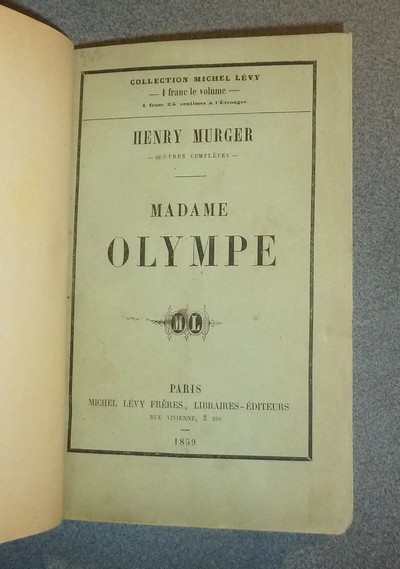 COLLECTION MICHEL LÉVY
— 1 franc le volume —
1 franc 25 centimes à l'Étranger
HENRY MURGER
— ŒUVRES COMPLÈTES —
MADAME
OLYMPE
ML
PARIS
MICHEL LÉVY FRÈRES, LIBRAIRES-ÉDITEURS
RUE VIVIENNE, 2 BIS
1859